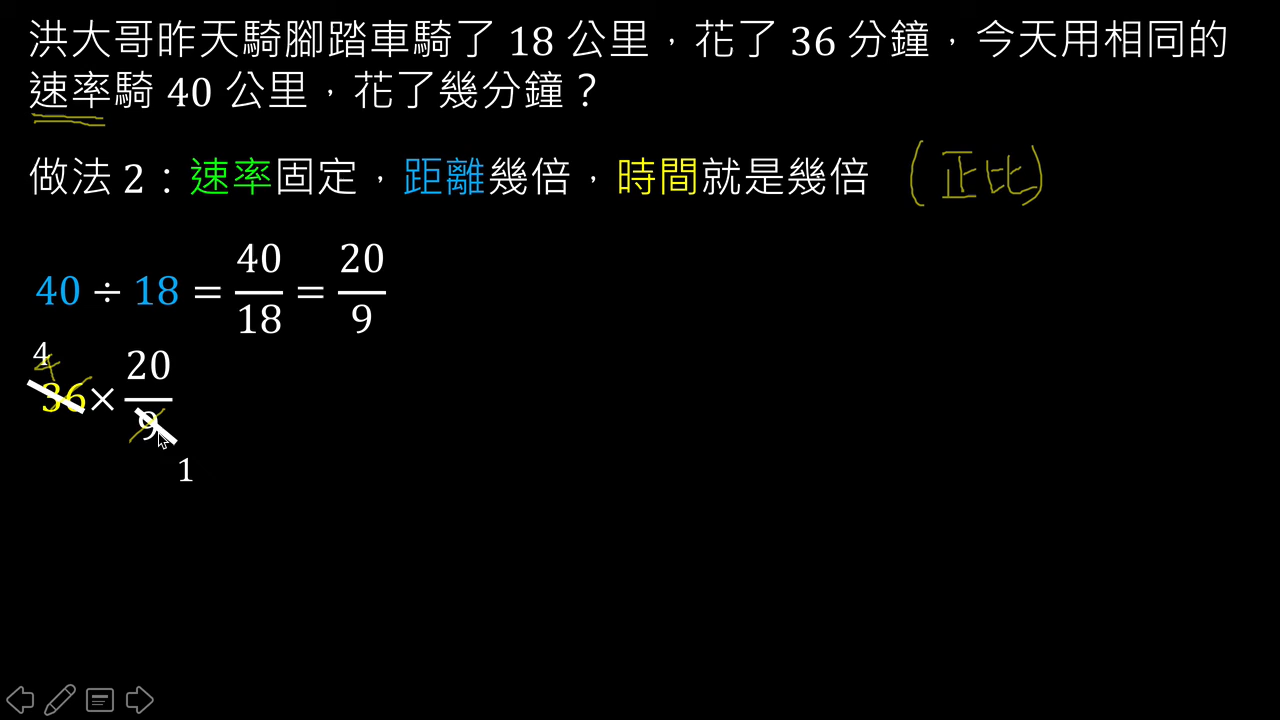 洪大哥昨天騎腳踏車騎了 18 公里，花了 36 分鐘，今天用相同的
速率騎 40 公里，花了幾分鐘？
做法 2：速率固定，距離幾倍，時間就是幾倍 (正比)
40 ÷ 18 = 40/18 = 20/9
4 4
36 × 20/9
1